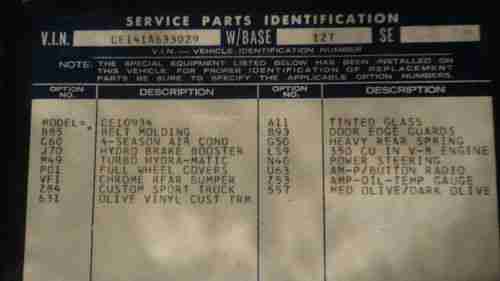 SERVICE PARTS IDENTIFICATION
V.I.N. CE141A633029 W/BASE 127 SE
V.I.N. — VEHICLE IDENTIFICATION NUMBER
NOTE: THE SPECIAL EQUIPMENT LISTED BELOW HAS BEEN INSTALLED ON
THIS VEHICLE. FOR PROPER IDENTIFICATION OF REPLACEMENT
PARTS BE SURE TO SPECIFY THE APPLICABLE OPTION NUMBERS.
OPTION NO. DESCRIPTION OPTION NO. DESCRIPTION
MODEL= CE10934 A11 TINTED GLASS
B85 BELT MOLDING B93 DOOR EDGE GUARDS
C60 4-SEASON AIR COND G50 HEAVY REAR SPRING
J70 HYDRO BRAKE BOOSTER LS9 350 CU IN V-8 ENGINE
M49 TURBO HYDRA-MATIC N40 POWER STEERING
P01 FULL WHEEL COVERS U63 AM-P/BUTTON RADIO
VF1 CHROME REAR BUMPER Z53 AMP-OIL-TEMP GAUGE
Z84 CUSTOM SPORT TRUCK 557 MED OLIVE/DARK OLIVE
631 OLIVE VINYL CUST TRM